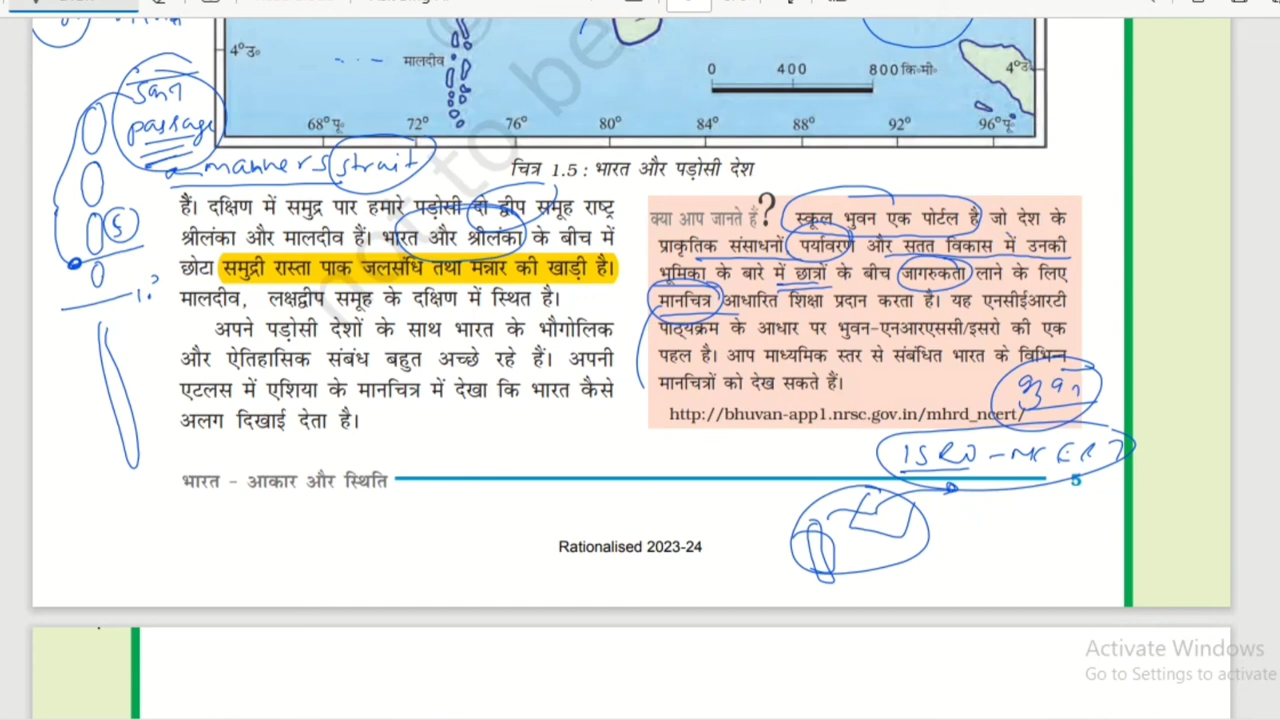 4°उ०
मालदीव
0 400 800 कि॰मी॰
4°उ
68°पू 72° 76° 80° 84° 88° 92° 96°पू
not to be
passage
manners strait
चित्र 1.5 : भारत और पड़ोसी देश
हैं। दक्षिण में समुद्र पार हमारे पड़ोसी दो द्वीप समूह राष्ट्र
श्रीलंका और मालदीव हैं। भारत और श्रीलंका के बीच में
छोटा समुद्री रास्ता पाक जलसंधि तथा मन्नार की खाड़ी है।
मालदीव, लक्षद्वीप समूह के दक्षिण में स्थित है।
अपने पड़ोसी देशों के साथ भारत के भौगोलिक
और ऐतिहासिक संबंध बहुत अच्छे रहे हैं। अपनी
एटलस में एशिया के मानचित्र में देखा कि भारत कैसे
अलग दिखाई देता है।
क्या आप जानते हैं? स्कूल भुवन एक पोर्टल है जो देश के
प्राकृतिक संसाधनों पर्यावरण और सतत विकास में उनकी
भूमिका के बारे में छात्रों के बीच जागरुकता लाने के लिए
मानचित्र आधारित शिक्षा प्रदान करता है। यह एनसीईआरटी
पाठ्यक्रम के आधार पर भुवन-एनआरएससी/इसरो की एक
पहल है। आप माध्यमिक स्तर से संबंधित भारत के विभिन्न
मानचित्रों को देख सकते हैं।
भुवन
http://bhuvan-app1.nrsc.gov.in/mhrd_ncert/
ISRO - NCERT
भारत - आकार और स्थिति
5
Rationalised 2023-24
Activate Windows
Go to Settings to activate